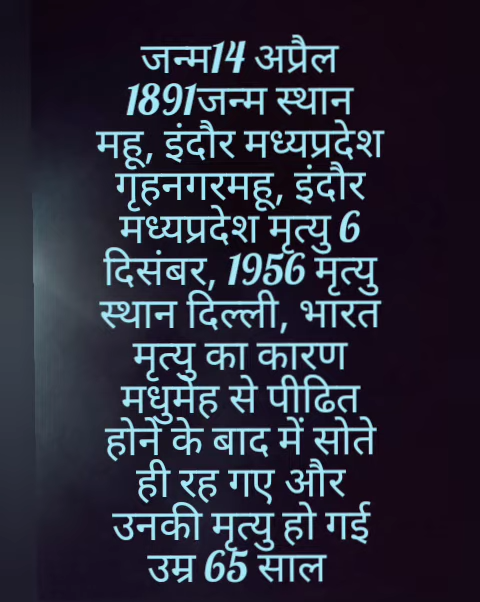 जन्म14 अप्रैल
1891जन्म स्थान
महू, इंदौर मध्यप्रदेश
गृहनगरमहू, इंदौर
मध्यप्रदेश मृत्यु 6
दिसंबर, 1956 मृत्यु
स्थान दिल्ली, भारत
मृत्यु का कारण
मधुमेह से पीढित
होने के बाद में सोते
ही रह गए और
उनकी मृत्यु हो गई
उम्र 65 साल